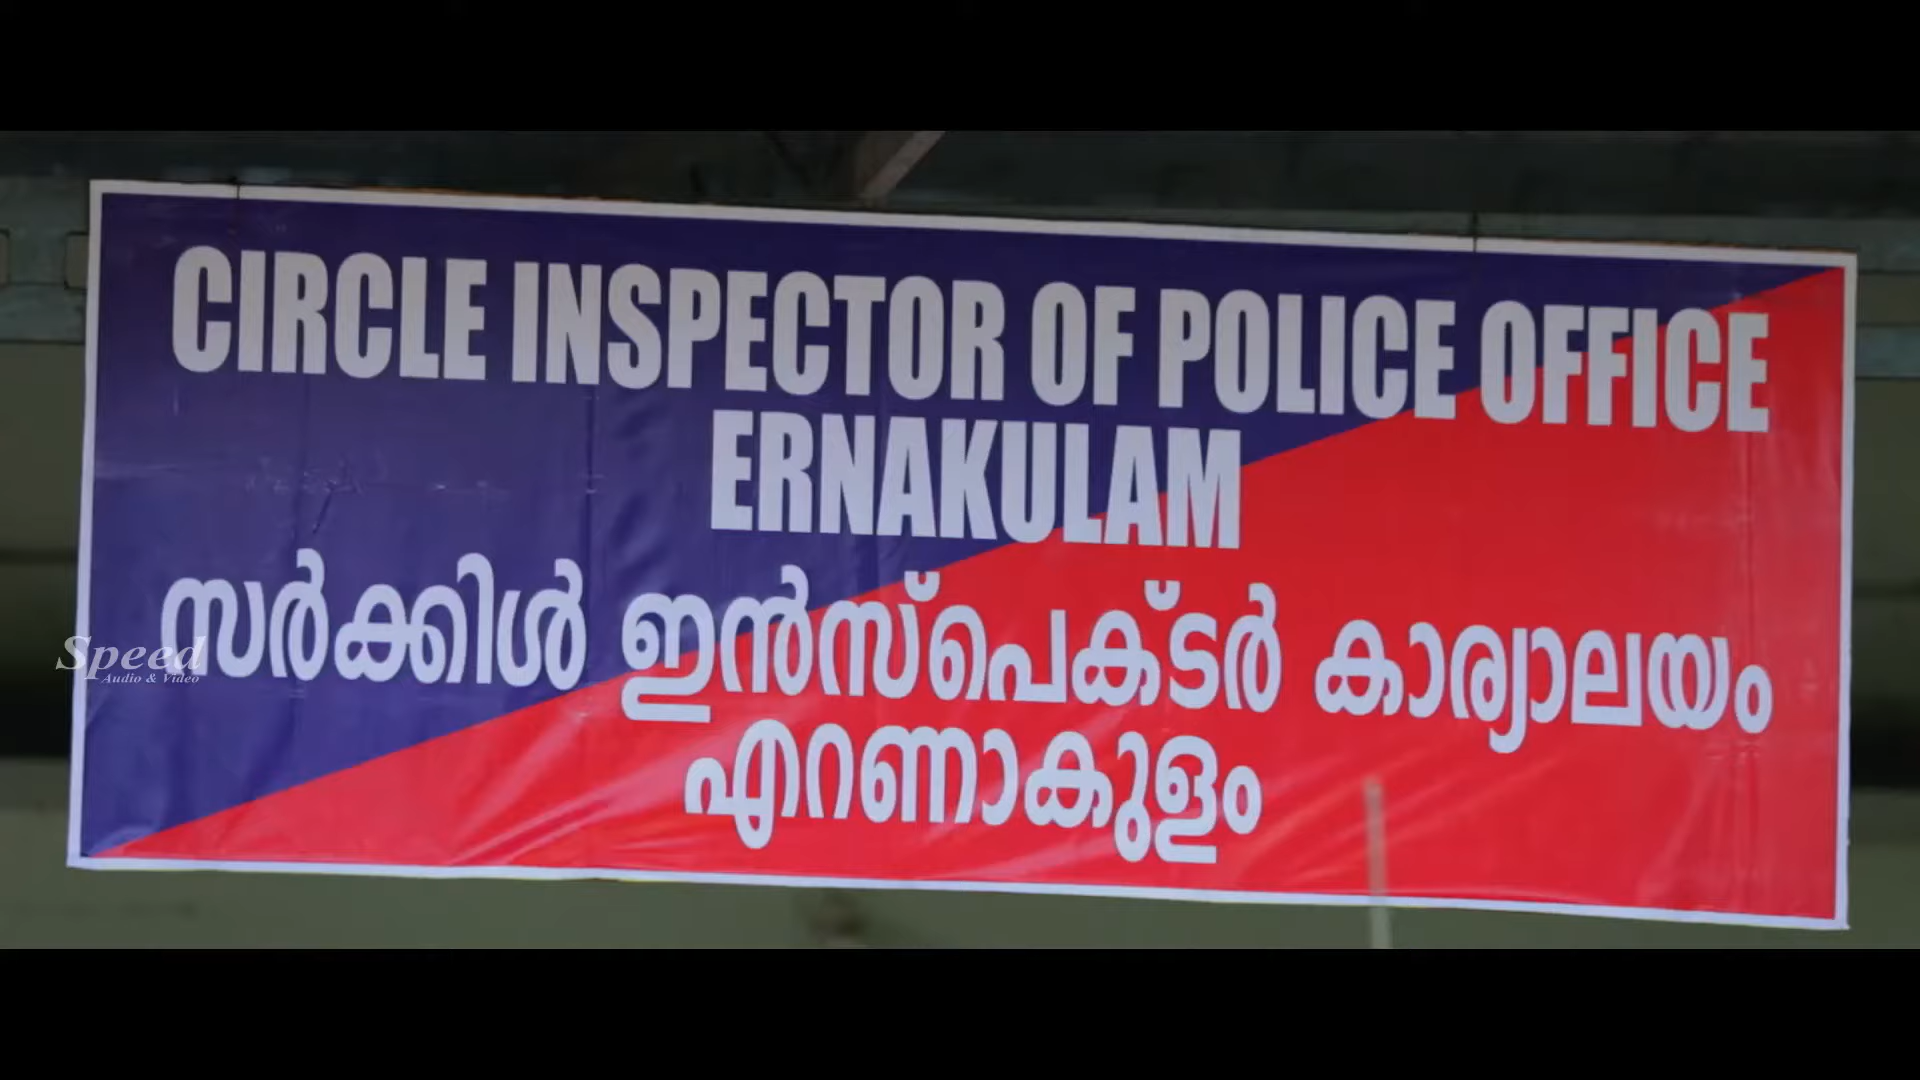 CIRCLE INSPECTOR OF POLICE OFFICE
ERNAKULAM
സർക്കിൾ ഇൻസ്പെക്ടർ കാര്യാലയം
എറണാകുളം
Speed
Audio & Video